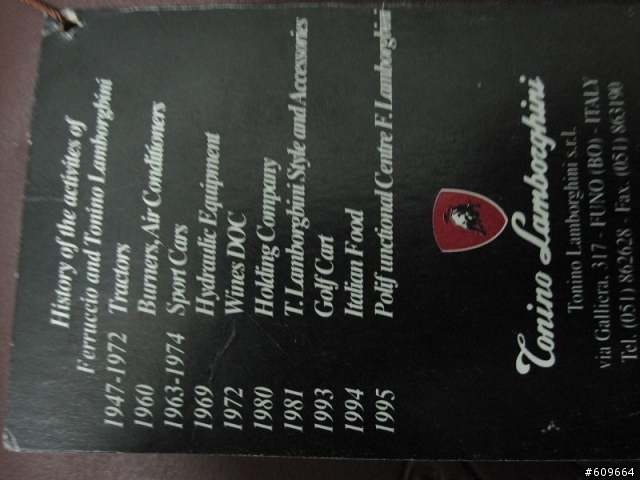 History of the activites of
Ferruccio and Tonino Lamborghini
1947-1972 Tractors
1960 Burners, Air Conditioners
1963-1974 Sport Cars
1969 Hydraulic Equipment
1972 Wines DOC
1980 Holding Company
1981 T. Lamborghini Style and Accessories
1993 Golf Cart
1994 Italian Food
1995 Polif unctional Centre F. Lamborghini
Tonino Lamborghini
Tonino Lamborghini s.r.l.
via Galliera, 317 - FUNO (BO) - ITALY
Tel. (051) 862628 - Fax. (051) 863190
#609664